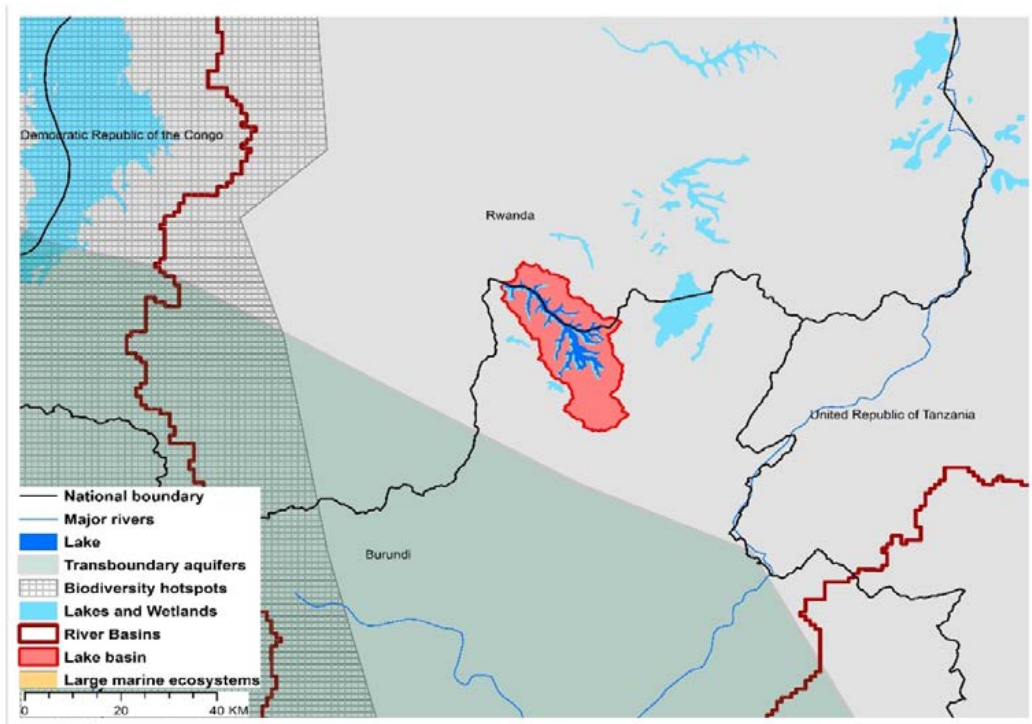 Democratic Republic of the Congo
Rwanda
United Republic of Tanzania
Burundi
National boundary
Major rivers
Lake
Transboundary aquifers
Biodiversity hotspots
Lakes and Wetlands
River Basins
Lake basin
Large marine ecosystems
0 20 40 KM